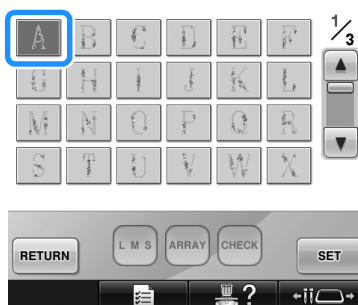 A B C D E F 1/3
G H I J K L
M N O P Q R
S T U V W X
RETURN L M S ARRAY CHECK SET
?